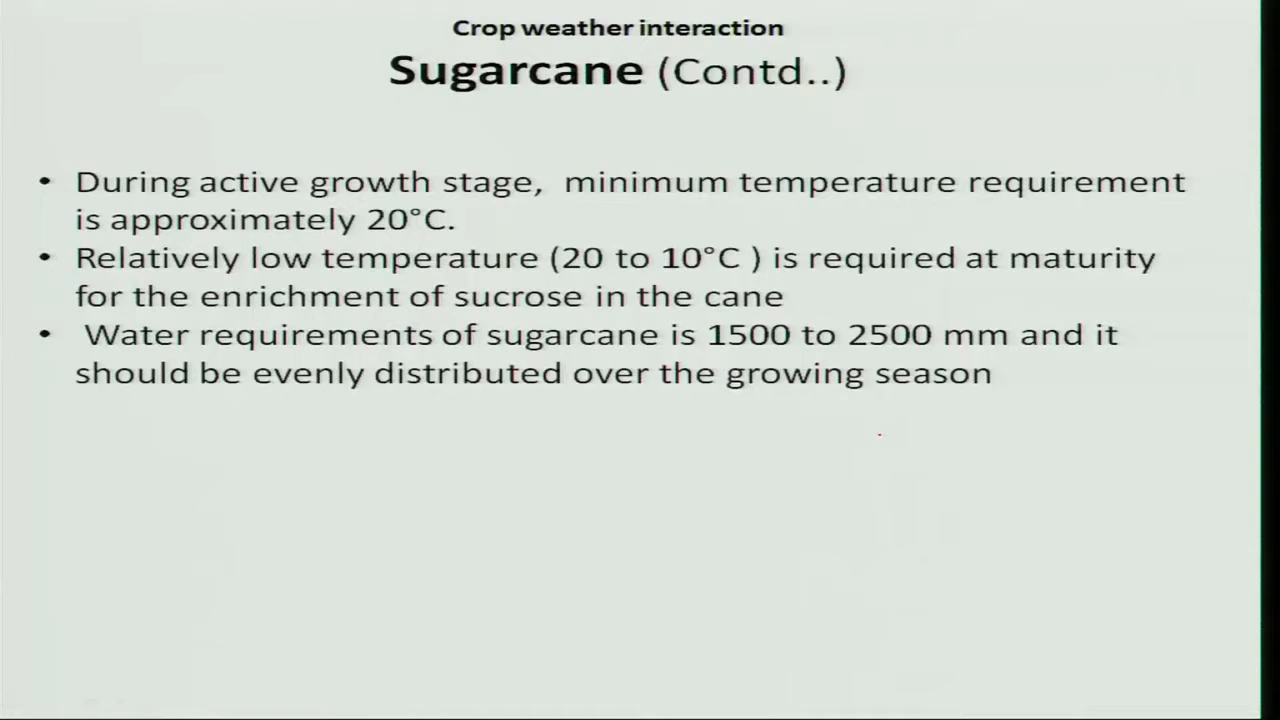 Crop weather interaction
Sugarcane (Contd..)
• During active growth stage, minimum temperature requirement
is approximately 20°C.
• Relatively low temperature (20 to 10°C ) is required at maturity
for the enrichment of sucrose in the cane
• Water requirements of sugarcane is 1500 to 2500 mm and it
should be evenly distributed over the growing season